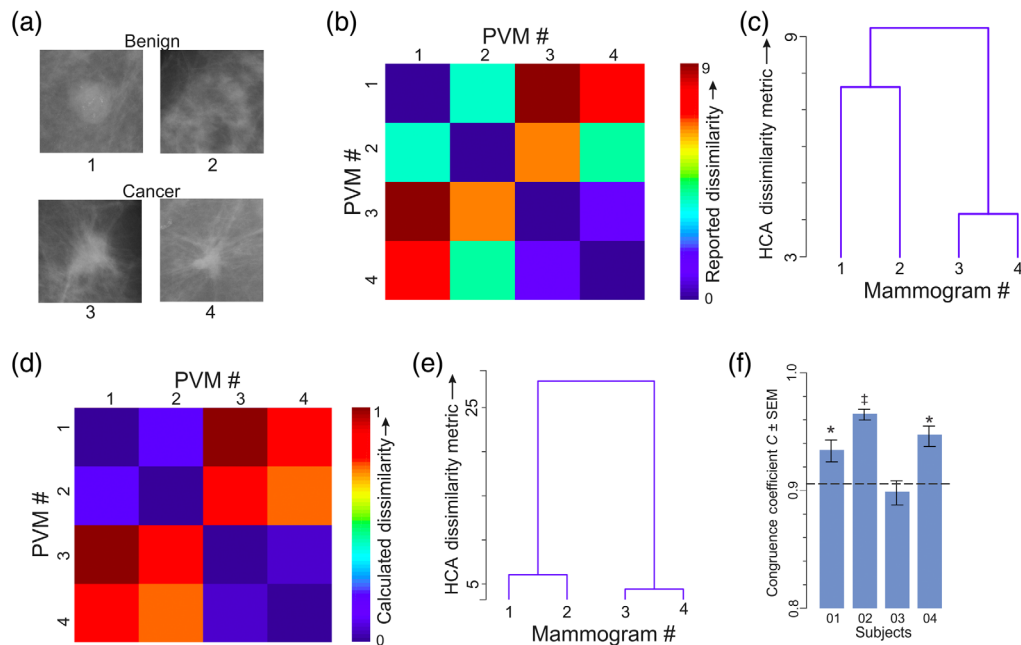 (a)
Benign
1 2
Cancer
3 4
(b)
PVM #
1 2 3 4
PVM #
1
2
3
4
9
Reported dissimilarity
0
(c)
HCA dissimilarity metric
9
3
1 2 3 4
Mammogram #
(d)
PVM #
1 2 3 4
PVM #
1
2
3
4
1
Calculated dissimilarity
0
(e)
HCA dissimilarity metric
25
5
1 2 3 4
Mammogram #
(f)
Congruence coefficient C ± SEM
1.0
0.9
0.8
* ‡ *
01 02 03 04
Subjects